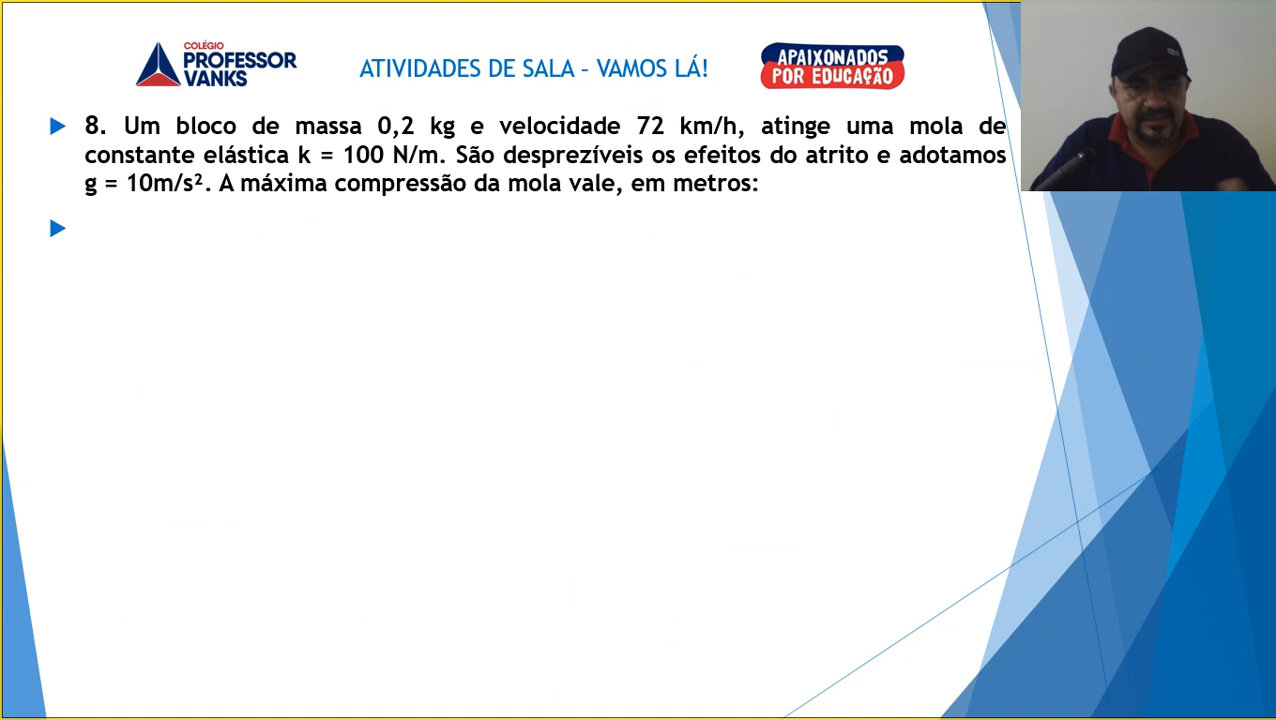 COLÉGIO
PROFESSOR
VANKS
ATIVIDADES DE SALA – VAMOS LÁ!
APAIXONADOS
POR EDUCAÇÃO
8. Um bloco de massa 0,2 kg e velocidade 72 km/h, atinge uma mola de
constante elástica k = 100 N/m. São desprezíveis os efeitos do atrito e adotamos
g = 10m/s². A máxima compressão da mola vale, em metros: